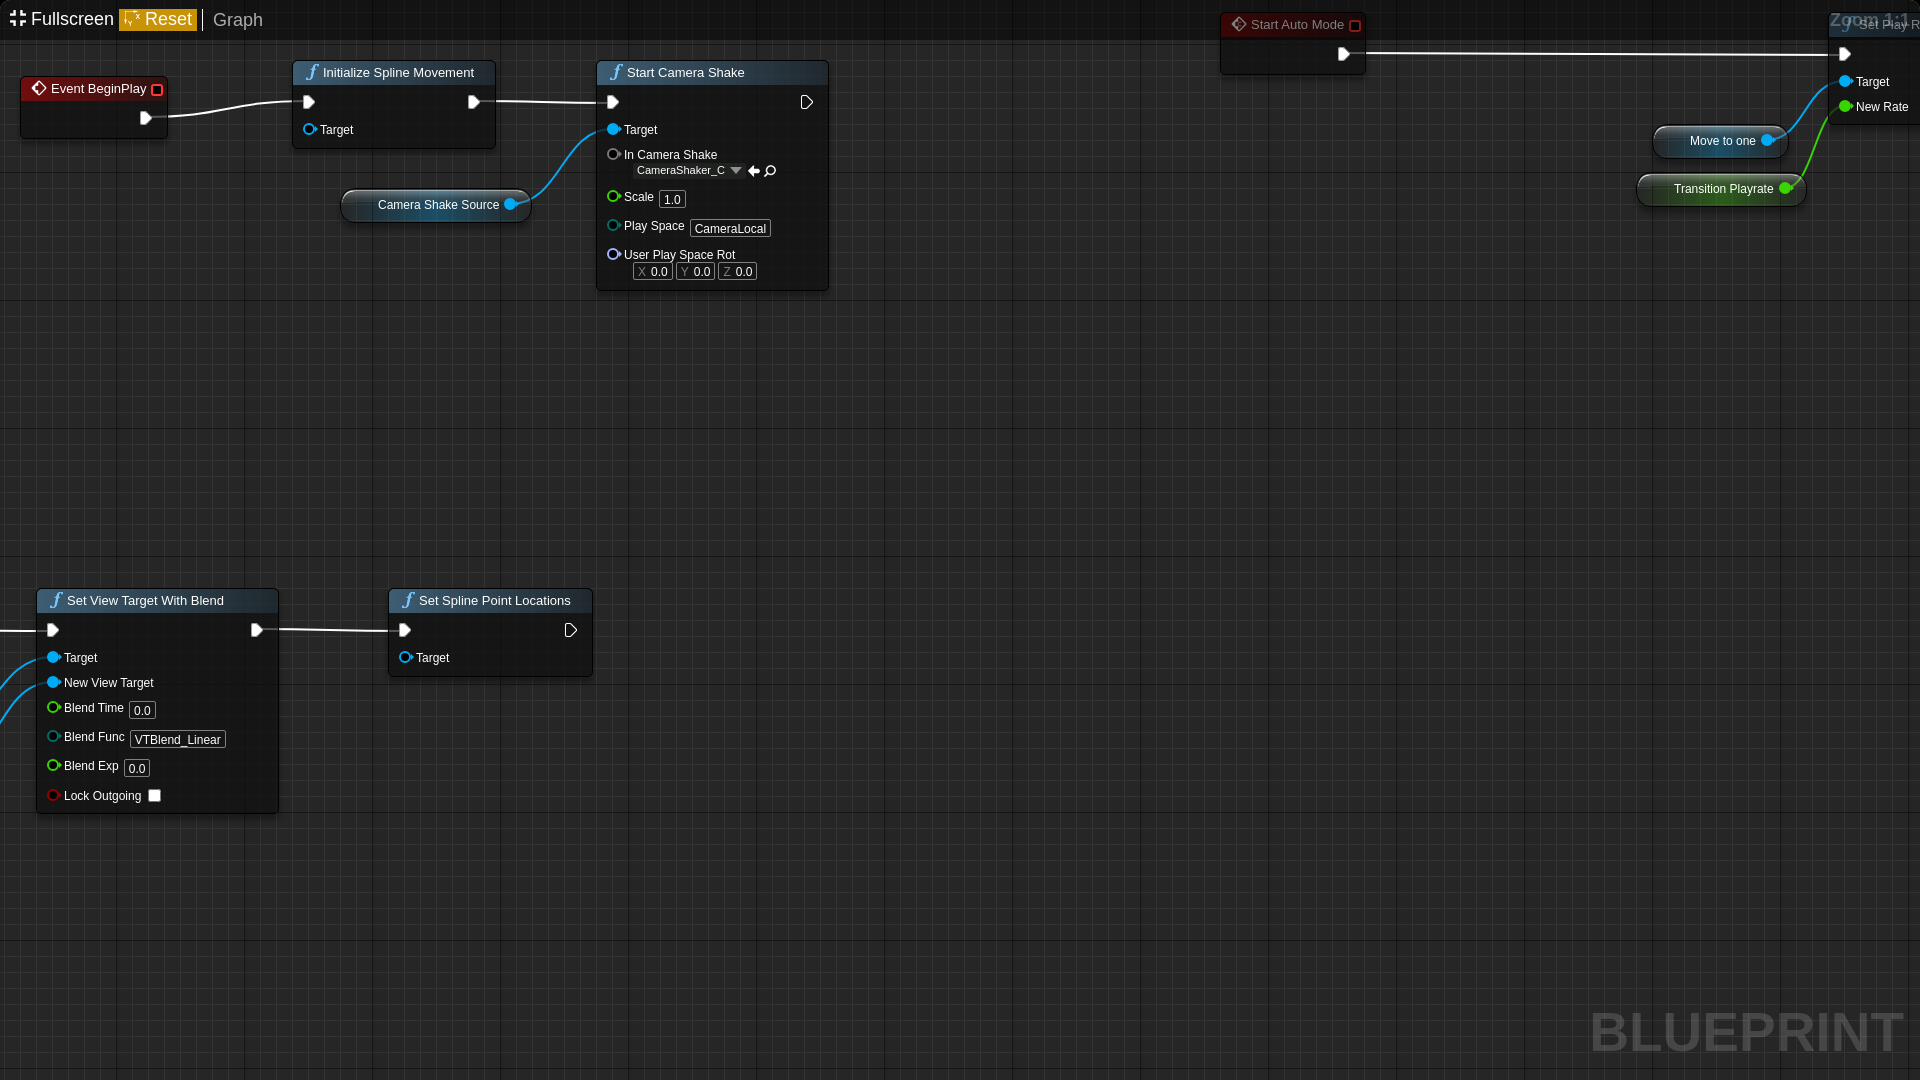 Fullscreen Reset Graph
Zoom 1:1
Start Auto Mode
Set Play R
Event BeginPlay
Initialize Spline Movement
Target
Start Camera Shake
Target
In Camera Shake
CameraShaker_C
Scale 1.0
Play Space CameraLocal
User Play Space Rot
X 0.0 Y 0.0 Z 0.0
Camera Shake Source
Target
New Rate
Move to one
Transition Playrate
Set View Target With Blend
Target
New View Target
Blend Time 0.0
Blend Func VTBlend_Linear
Blend Exp 0.0
Lock Outgoing
Set Spline Point Locations
Target
BLUEPRINT